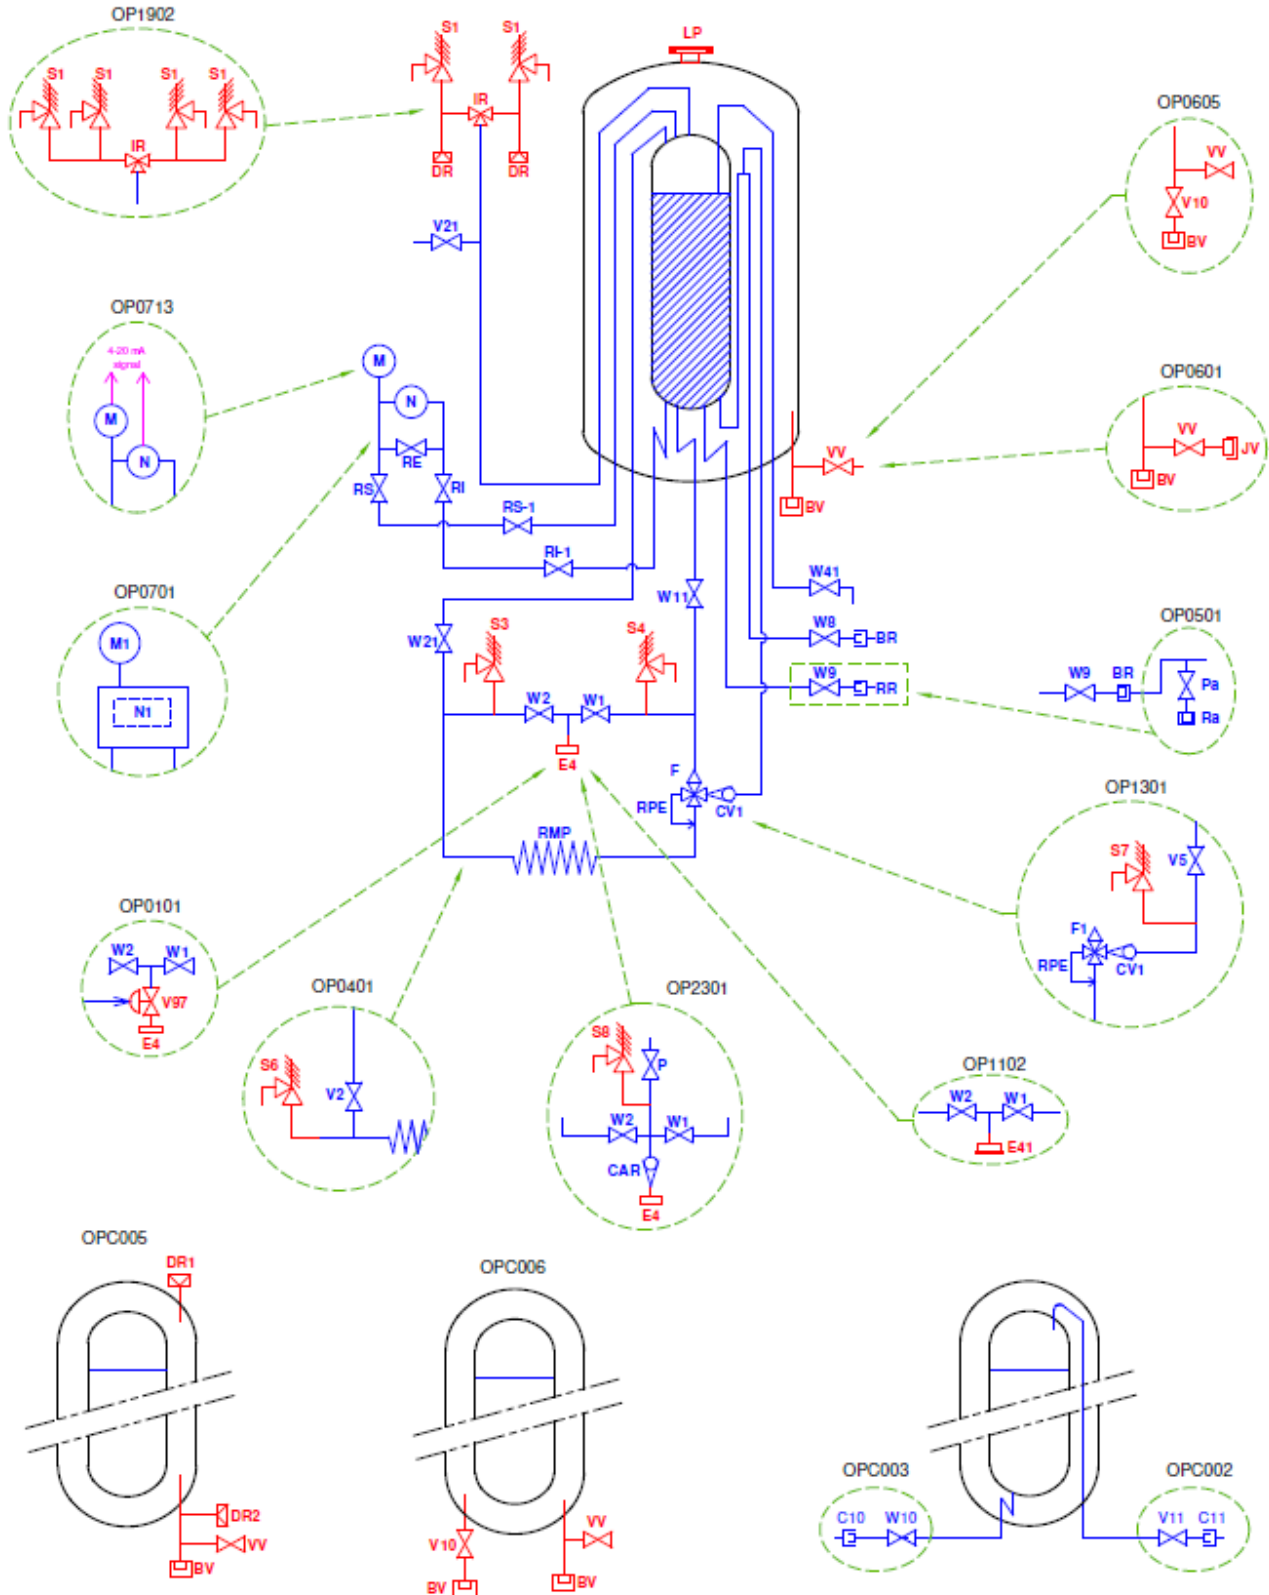 OP1902
S1 S1 S1 S1
IR
S1 S1
IR
DR DR
LP
OP0605
VV
V10
BV
V21
OP0713
4-20 mA
signal
M
N
M
N
RE
RS RI
RS-1
RI-1
VV
BV
OP0601
VV
JV
BV
OP0701
M1
N1
W21
S3 S4
W11
W2 W1
E4
W41
W8 BR
W9 RR
OP0501
W9 BR Pa
Ra
F
RPE CV1
RMP
OP1301
S7 V5
F1
RPE CV1
OP0101
W2 W1
V97
E4
OP0401
S6
V2
OP2301
S8
P
W2 W1
CAR
E4
OP1102
W2 W1
E41
OPC005
DR1
DR2
VV
BV
OPC006
V10 VV
BV BV
OPC003 OPC002
C10 W10 V11 C11